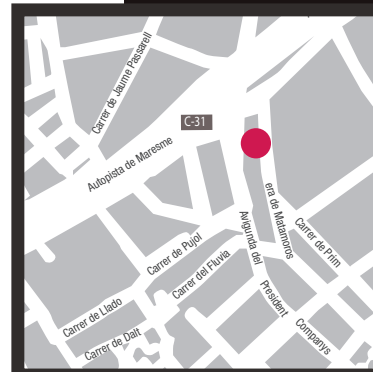 Carrer de Jaume Passarell
C-31
Autopista de Maresme
era de Matamoros
Avigunda del
President
Companys
Carrer de Prim
Carrer de Pujol
Carrer del Fluvia
Carrer de Llado
Carrer de Dalt